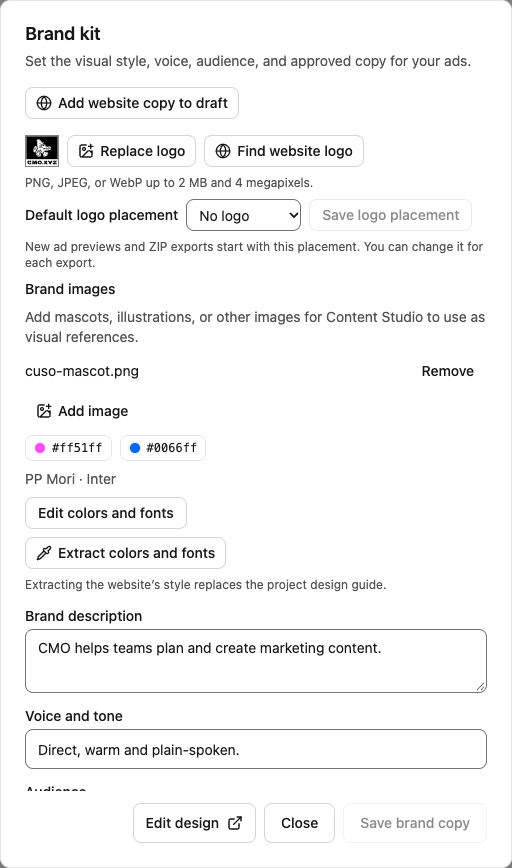 Brand kit
Set the visual style, voice, audience, and approved copy for your ads.
Add website copy to draft
CMO.XYZ
Replace logo
Find website logo
PNG, JPEG, or WebP up to 2 MB and 4 megapixels.
Default logo placement
No logo
Save logo placement
New ad previews and ZIP exports start with this placement. You can change it for
each export.
Brand images
Add mascots, illustrations, or other images for Content Studio to use as
visual references.
cuso-mascot.png
Remove
Add image
#ff51ff
#0066ff
PP Mori · Inter
Edit colors and fonts
Extract colors and fonts
Extracting the website's style replaces the project design guide.
Brand description
CMO helps teams plan and create marketing content.
Voice and tone
Direct, warm and plain-spoken.
Audience
Edit design
Close
Save brand copy